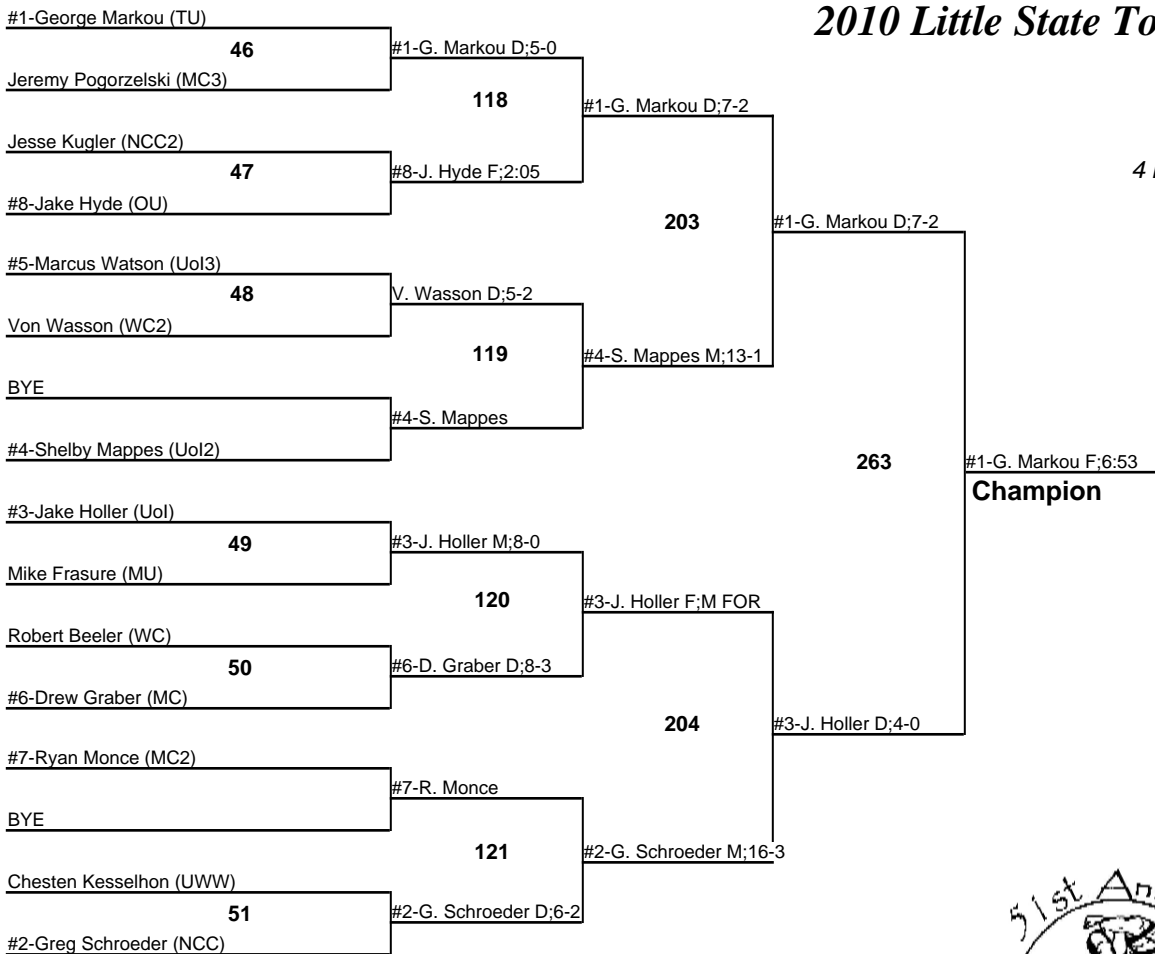 2010 Little State To
#1-George Markou (TU)
46
Jeremy Pogorzelski (MC3)
#1-G. Markou D;5-0
118
#1-G. Markou D;7-2
Jesse Kugler (NCC2)
47
#8-Jake Hyde (OU)
#8-J. Hyde F;2:05
4
203
#1-G. Markou D;7-2
#5-Marcus Watson (UoI3)
48
Von Wasson (WC2)
V. Wasson D;5-2
119
#4-S. Mappes M;13-1
BYE
#4-S. Mappes
#4-Shelby Mappes (UoI2)
263
#1-G. Markou F;6:53
Champion
#3-Jake Holler (UoI)
49
Mike Frasure (MU)
#3-J. Holler M;8-0
120
#3-J. Holler F;M FOR
Robert Beeler (WC)
50
#6-Drew Graber (MC)
#6-D. Graber D;8-3
204
#3-J. Holler D;4-0
#7-Ryan Monce (MC2)
#7-R. Monce
BYE
121
#2-G. Schroeder M;16-3
Chesten Kesselhon (UWW)
51
#2-Greg Schroeder (NCC)
#2-G. Schroeder D;6-2
51st An